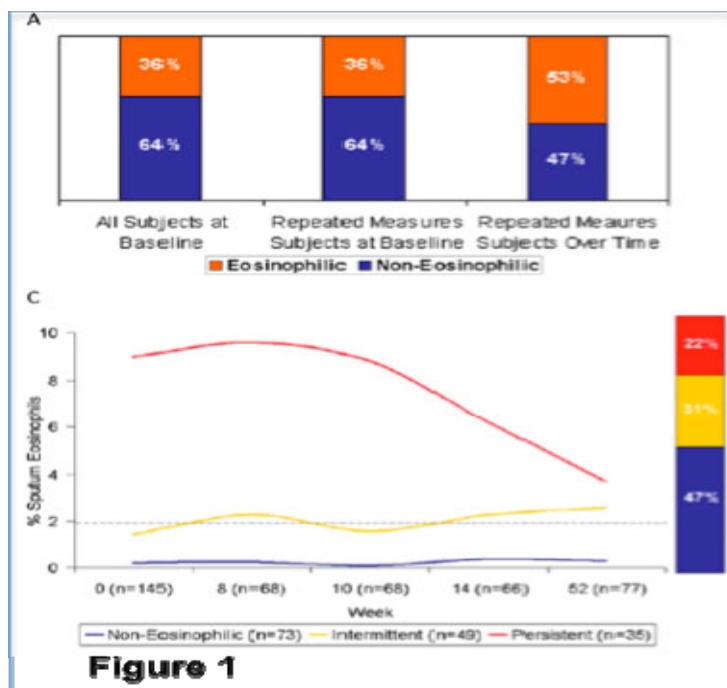 A
36% 36% 53%
64% 64% 47%
All Subjects at Repeated Measures Repeated Measures
Baseline Subjects at Baseline Subjects Over Time
Eosinophilic Non-Eosinophilic
C
10
8
6
4
2
0
% Sputum Eosinophils
22%
31%
47%
0 (n=145) 8 (n=68) 10 (n=68) 14 (n=66) 52 (n=77)
Week
Non-Eosinophilic (n=73) Intermittent (n=49) Persistent (n=35)
Figure 1